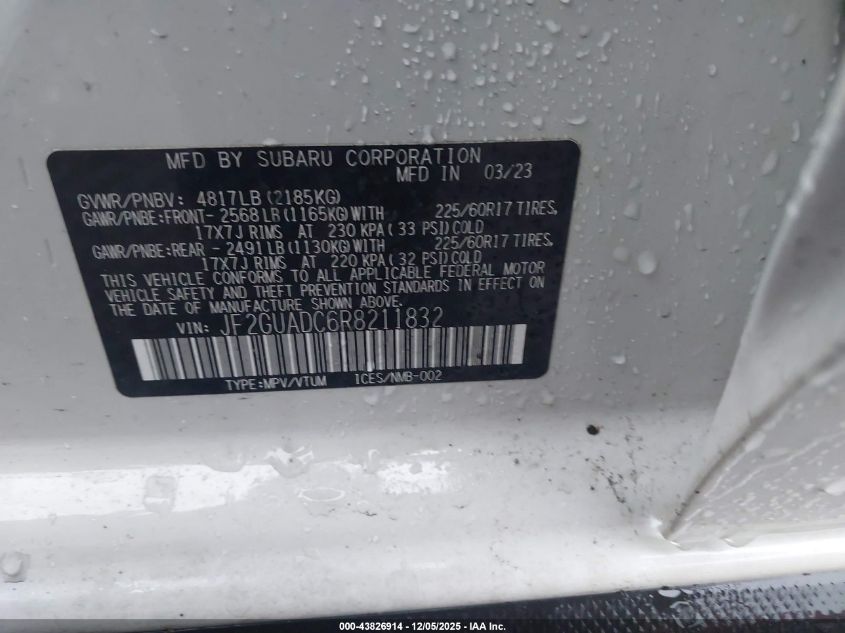 MFD BY SUBARU CORPORATION
MFD IN 03/23
GVWR/PNBV: 4817LB(2185KG)
GAWR/PNBE:FRONT- 2568LB(1165KG)WITH 225/60R17 TIRES,
17X7J RIMS AT 230 KPA(33 PSI)COLD
GAWR/PNBE:REAR - 2491LB(1130KG)WITH 225/60R17 TIRES,
17X7J RIMS AT 220 KPA(32 PSI)COLD
THIS VEHICLE CONFORMS TO ALL APPLICABLE FEDERAL MOTOR
VEHICLE SAFETY AND THEFT PREVENTION STANDARDS IN EFFECT ON
THE DATE OF MANUFACTURE SHOWN ABOVE.
VIN: JF2GUADC6R8211832
TYPE:MPV/VTUM ICES/NMB-002
000-43826914 - 12/05/2025 - IAA Inc.